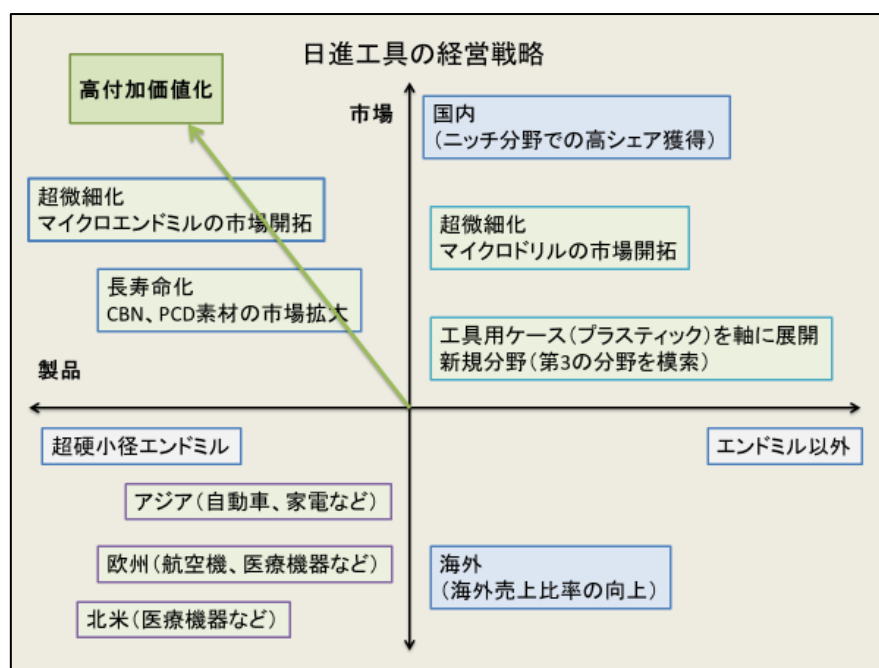 日進工具の経営戦略
高付加価値化
市場
国内
（ニッチ分野での高シェア獲得）
超微細化
マイクロエンドミルの市場開拓
超微細化
マイクロドリルの市場開拓
長寿命化
CBN、PCD素材の市場拡大
工具用ケース（プラスティック）を軸に展開
新規分野（第3の分野を模索）
製品
超硬小径エンドミル
エンドミル以外
アジア（自動車、家電など）
欧州（航空機、医療機器など）
北米（医療機器など）
海外
（海外売上比率の向上）